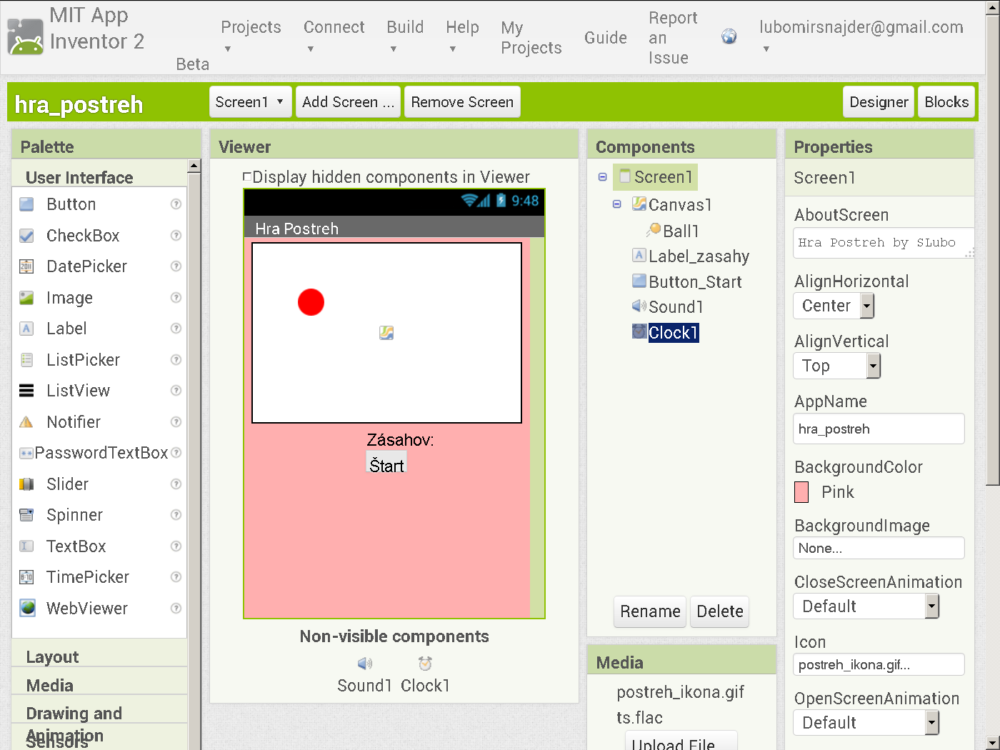 MIT App
Inventor 2
Beta
Projects
Connect
Build
Help
My
Projects
Guide
Report
an
Issue
lubomirsnajder@gmail.com
hra_postreh
Screen1
Add Screen ...
Remove Screen
Designer
Blocks
Palette
User Interface
Button
CheckBox
DatePicker
Image
Label
ListPicker
ListView
Notifier
PasswordTextBox
Slider
Spinner
TextBox
TimePicker
WebViewer
Layout
Media
Drawing and
Animation
Sensors
Viewer
Display hidden components in Viewer
9:48
Hra Postreh
Zásahov:
Štart
Non-visible components
Sound1 Clock1
Components
Screen1
Canvas1
Ball1
Label_zasahy
Button_Start
Sound1
Clock1
Rename
Delete
Media
postreh_ikona.gif
ts.flac
Upload File
Properties
Screen1
AboutScreen
Hra Postreh by SLubo
AlignHorizontal
Center
AlignVertical
Top
AppName
hra_postreh
BackgroundColor
Pink
BackgroundImage
None...
CloseScreenAnimation
Default
Icon
postreh_ikona.gif...
OpenScreenAnimation
Default